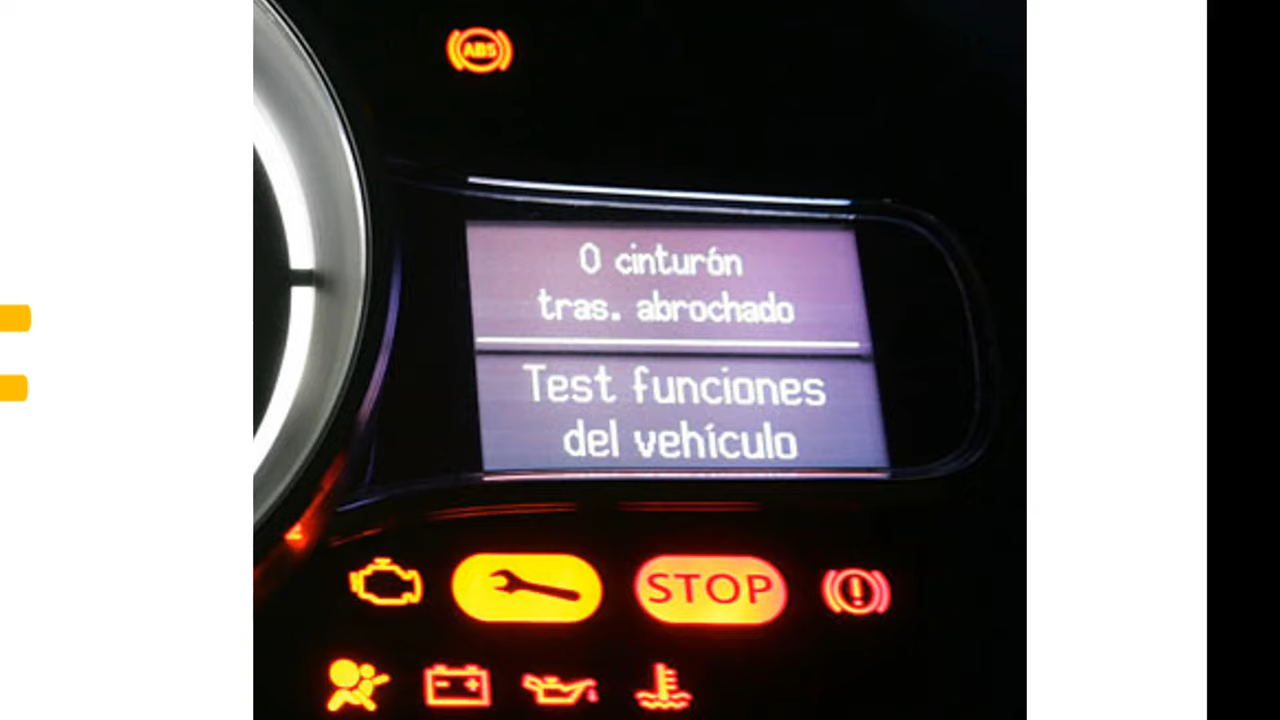 ABS
0 cinturón
tras. abrochado
Test funciones
del vehículo
STOP